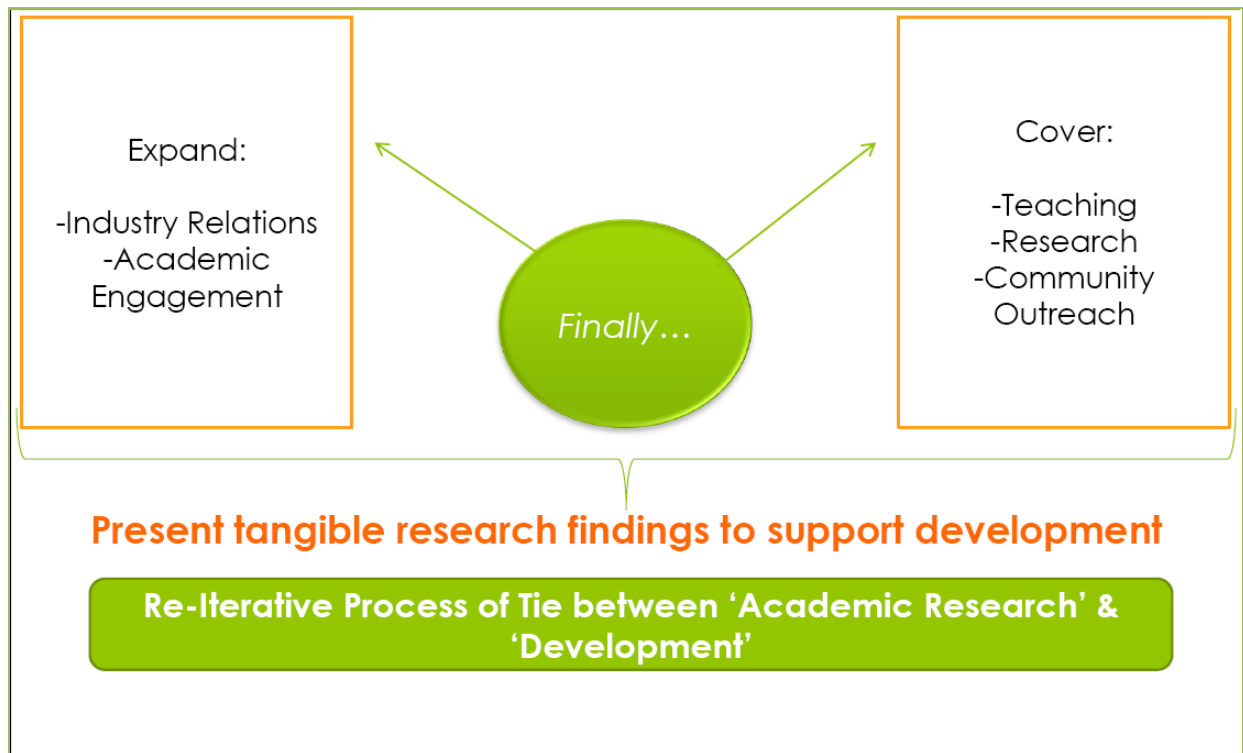 Expand:
-Industry Relations
-Academic
Engagement
Finally…
Cover:
-Teaching
-Research
-Community
Outreach
Present tangible research findings to support development
Re-Iterative Process of Tie between ‘Academic Research’ &
‘Development’